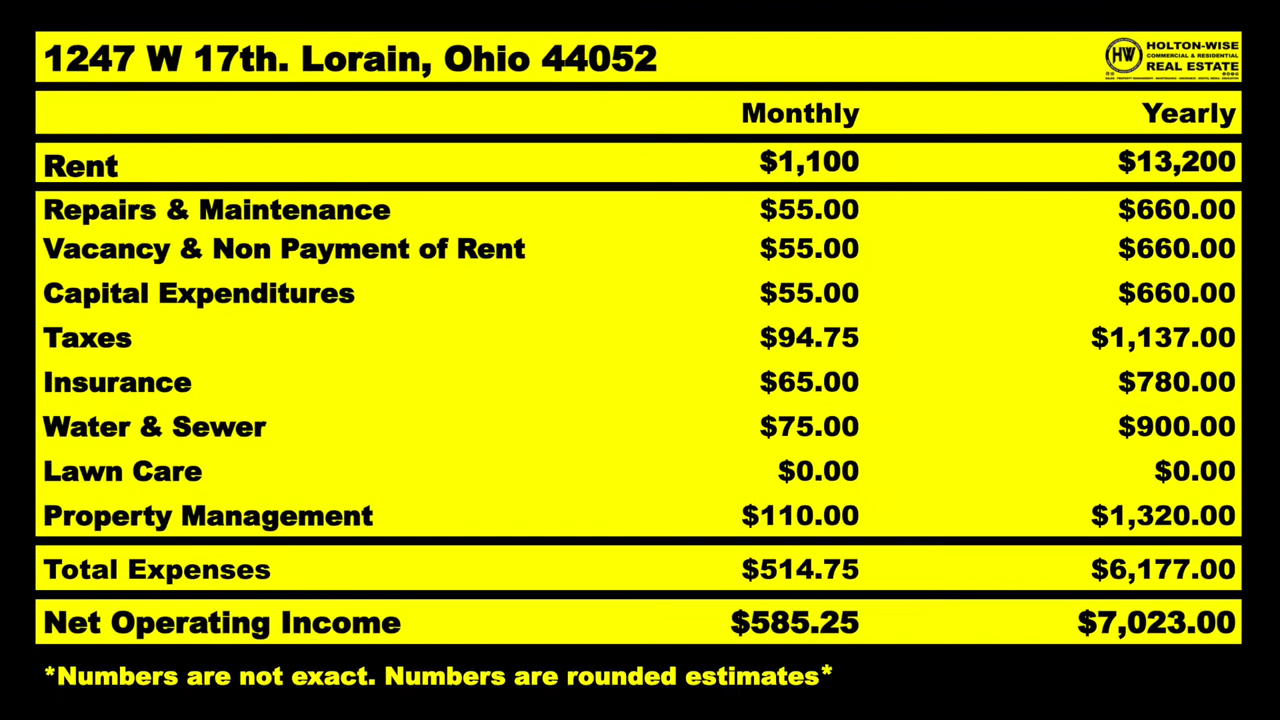 1247 W 17th. Lorain, Ohio 44052
HW
HOLTON-WISE
COMMERCIAL & RESIDENTIAL
REAL ESTATE
Monthly Yearly
Rent $1,100 $13,200
Repairs & Maintenance $55.00 $660.00
Vacancy & Non Payment of Rent $55.00 $660.00
Capital Expenditures $55.00 $660.00
Taxes $94.75 $1,137.00
Insurance $65.00 $780.00
Water & Sewer $75.00 $900.00
Lawn Care $0.00 $0.00
Property Management $110.00 $1,320.00
Total Expenses $514.75 $6,177.00
Net Operating Income $585.25 $7,023.00
*Numbers are not exact. Numbers are rounded estimates*